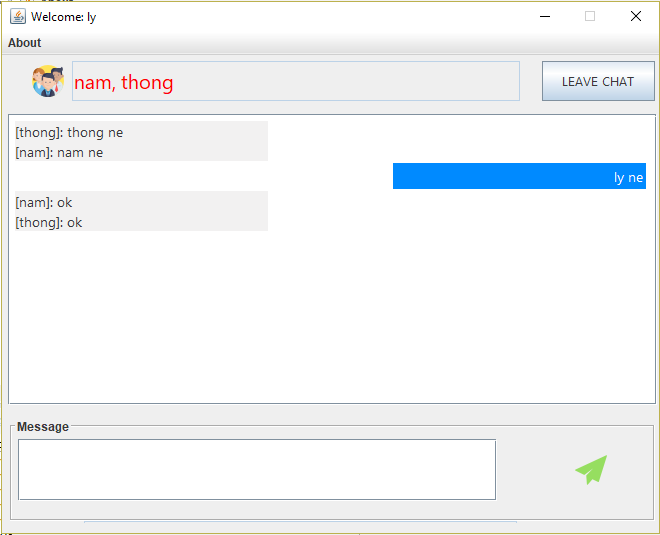 Welcome: ly
About
nam, thong
LEAVE CHAT
[thong]: thong ne
[nam]: nam ne
ly ne
[nam]: ok
[thong]: ok
Message